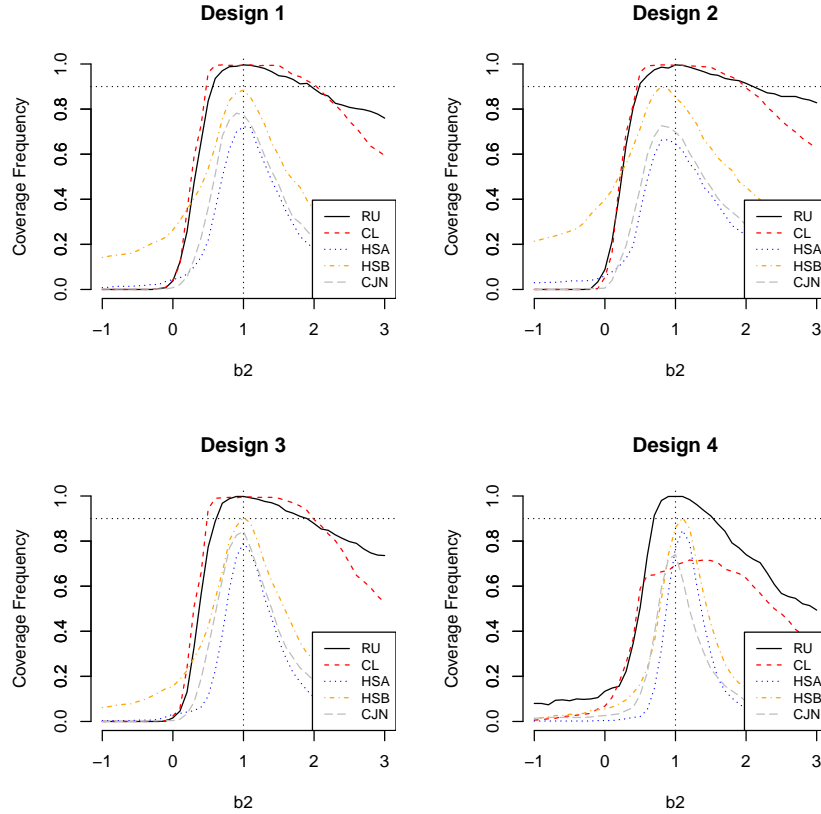 Design 1
Coverage Frequency
1.0
0.8
0.6
0.4
0.2
0.0
RU
CL
HSA
HSB
CJN
−1 0 1 2 3
b2
Design 2
Coverage Frequency
1.0
0.8
0.6
0.4
0.2
0.0
RU
CL
HSA
HSB
CJN
−1 0 1 2 3
b2
Design 3
Coverage Frequency
1.0
0.8
0.6
0.4
0.2
0.0
RU
CL
HSA
HSB
CJN
−1 0 1 2 3
b2
Design 4
Coverage Frequency
1.0
0.8
0.6
0.4
0.2
0.0
RU
CL
HSA
HSB
CJN
−1 0 1 2 3
b2